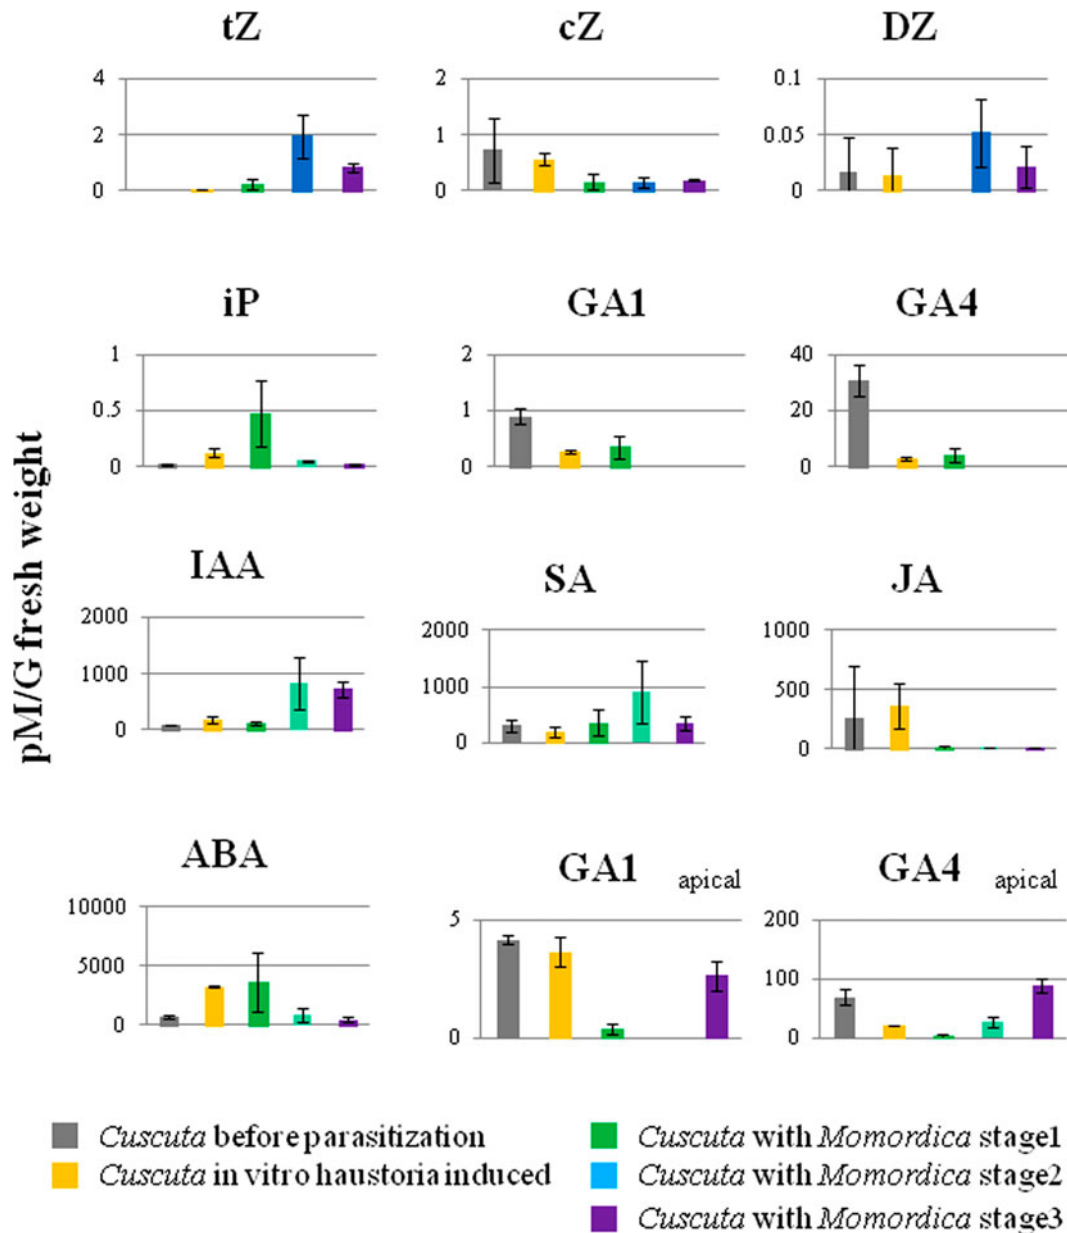 tZ cZ DZ
4 2 0.1
2 1 0.05
0 0 0
iP GA1 GA4
1 2 40
0.5 1 20
0 0 0
pM/G fresh weight
IAA SA JA
2000 2000 1000
1000 1000 500
0 0 0
ABA GA1 apical GA4 apical
10000 5 200
5000 100
0 0 0
Cuscuta before parasitization
Cuscuta in vitro haustoria induced
Cuscuta with Momordica stage1
Cuscuta with Momordica stage2
Cuscuta with Momordica stage3